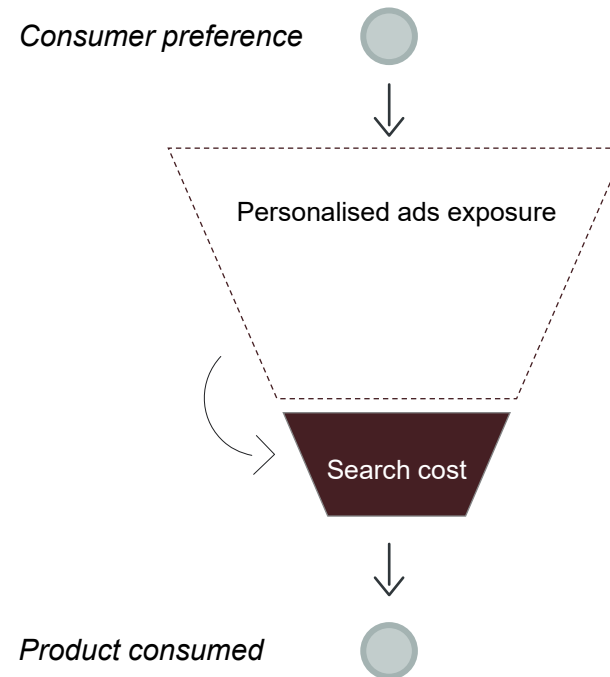 Consumer preference
Personalised ads exposure
Search cost
Product consumed